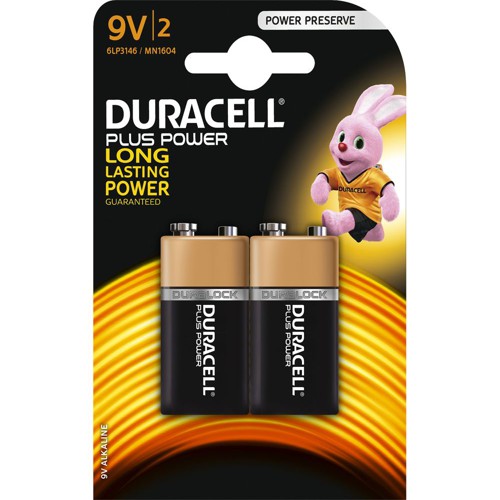 9V|2
6LP3146 / MN1604
POWER PRESERVE
DURACELL®
PLUS POWER
LONG
LASTING
POWER
GUARANTEED
DURACELL
DURALOCK
DURALOCK
DURACELL
PLUS POWER
DURACELL
PLUS POWER
9V ALKALINE